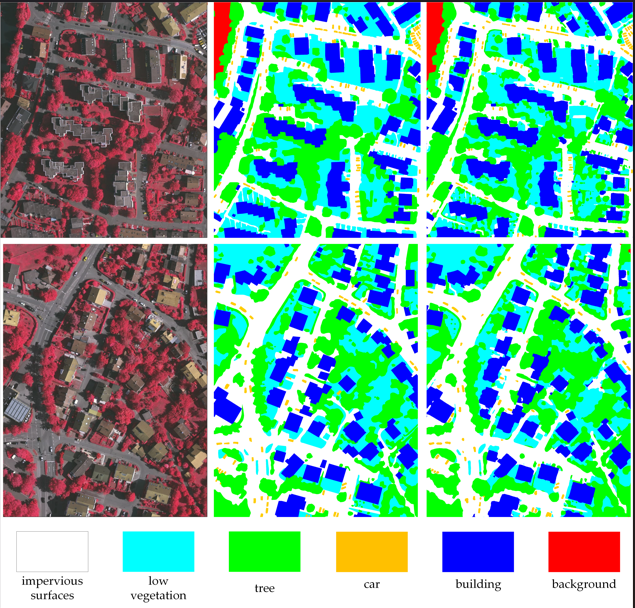 impervious
surfaces
low
vegetation
tree
car
building
background